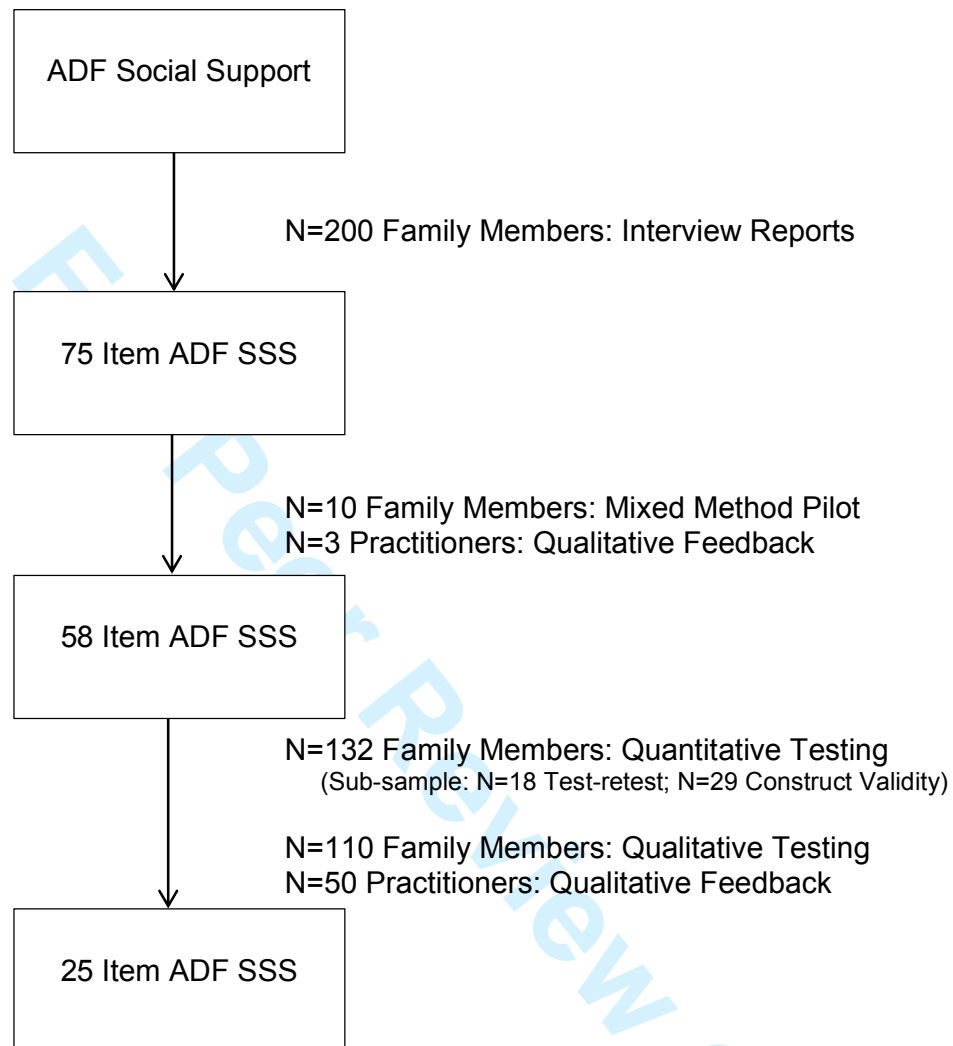 ADF Social Support
N=200 Family Members: Interview Reports
75 Item ADF SSS
N=10 Family Members: Mixed Method Pilot
N=3 Practitioners: Qualitative Feedback
58 Item ADF SSS
N=132 Family Members: Quantitative Testing
(Sub-sample: N=18 Test-retest; N=29 Construct Validity)
N=110 Family Members: Qualitative Testing
N=50 Practitioners: Qualitative Feedback
25 Item ADF SSS
Peer Review